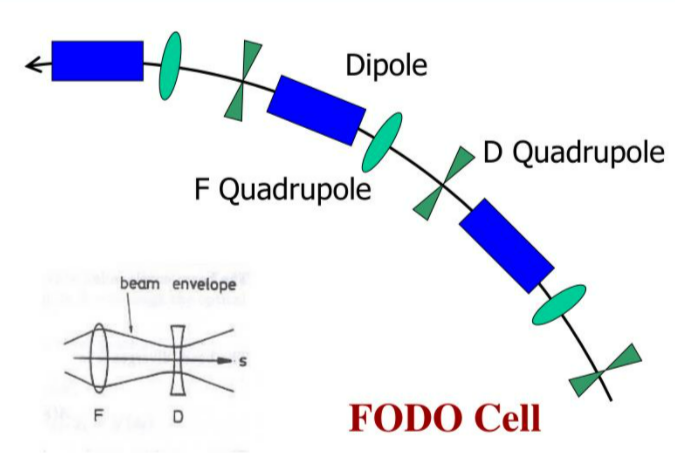 Dipole
D Quadrupole
F Quadrupole
beam envelope
s
F
D
FODO Cell